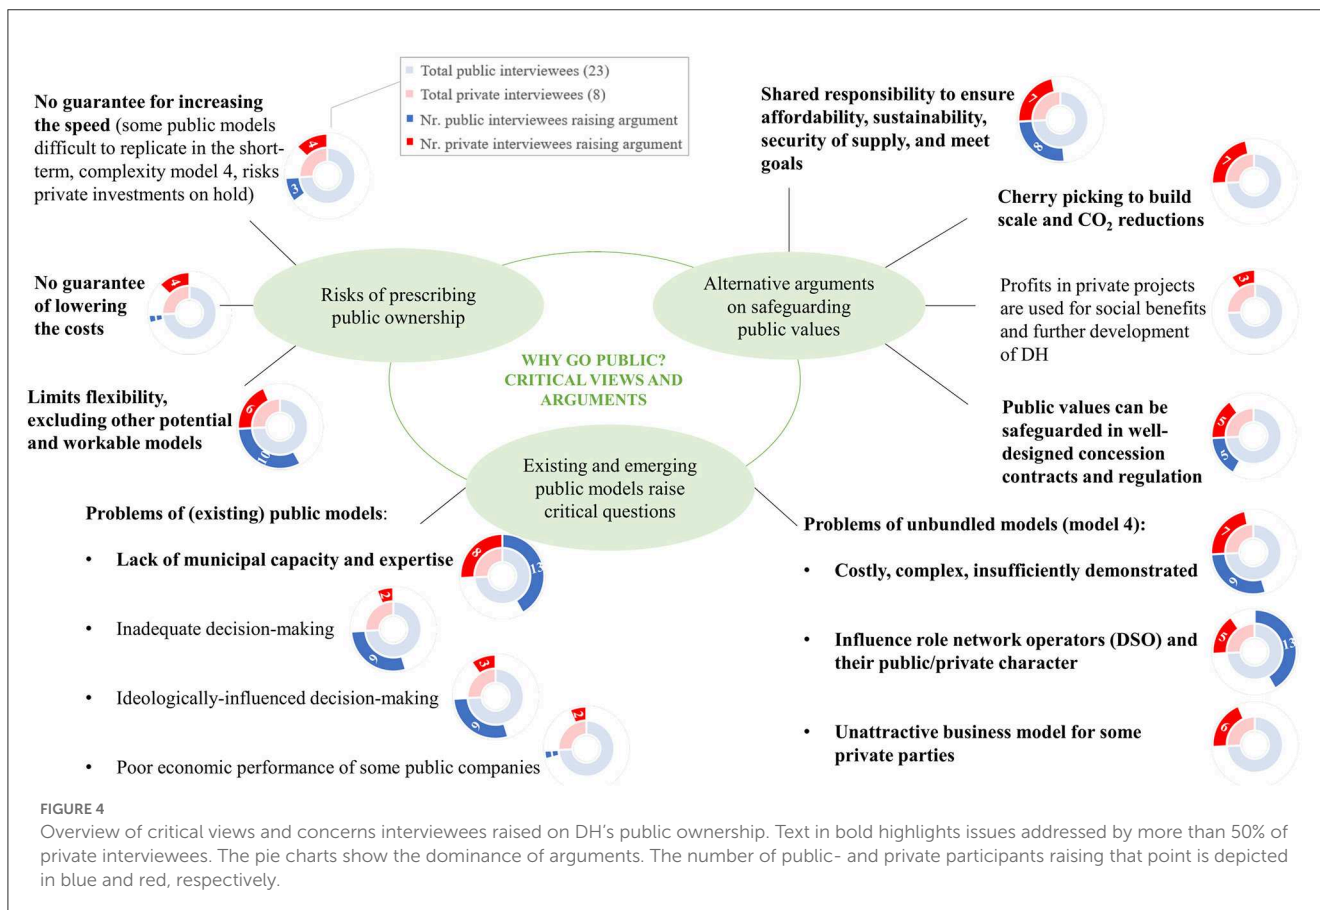 Total public interviewees (23)
Total private interviewees (8)
Nr. public interviewees raising argument
Nr. private interviewees raising argument
No guarantee for increasing
the speed (some public models
difficult to replicate in the short-
term, complexity model 4, risks
private investments on hold)
4
3
No guarantee
of lowering
the costs
4
Limits flexibility,
excluding other potential
and workable models
6
10
Risks of prescribing
public ownership
Shared responsibility to ensure
affordability, sustainability,
security of supply, and meet
goals
7
8
Cherry picking to build
scale and CO₂ reductions
7
Alternative arguments
on safeguarding
public values
Profits in private projects
are used for social benefits
and further development
of DH
3
Public values can be
safeguarded in well-
designed concession
contracts and regulation
5
5
WHY GO PUBLIC?
CRITICAL VIEWS AND
ARGUMENTS
Existing and emerging
public models raise
critical questions
Problems of (existing) public models:
• Lack of municipal capacity and expertise
8
13
• Inadequate decision-making
2
9
• Ideologically-influenced decision-making
3
9
• Poor economic performance of some public companies
2
Problems of unbundled models (model 4):
• Costly, complex, insufficiently demonstrated
7
9
• Influence role network operators (DSO) and
their public/private character
5
13
• Unattractive business model for some
private parties
6
FIGURE 4
Overview of critical views and concerns interviewees raised on DH's public ownership. Text in bold highlights issues addressed by more than 50% of
private interviewees. The pie charts show the dominance of arguments. The number of public- and private participants raising that point is depicted
in blue and red, respectively.